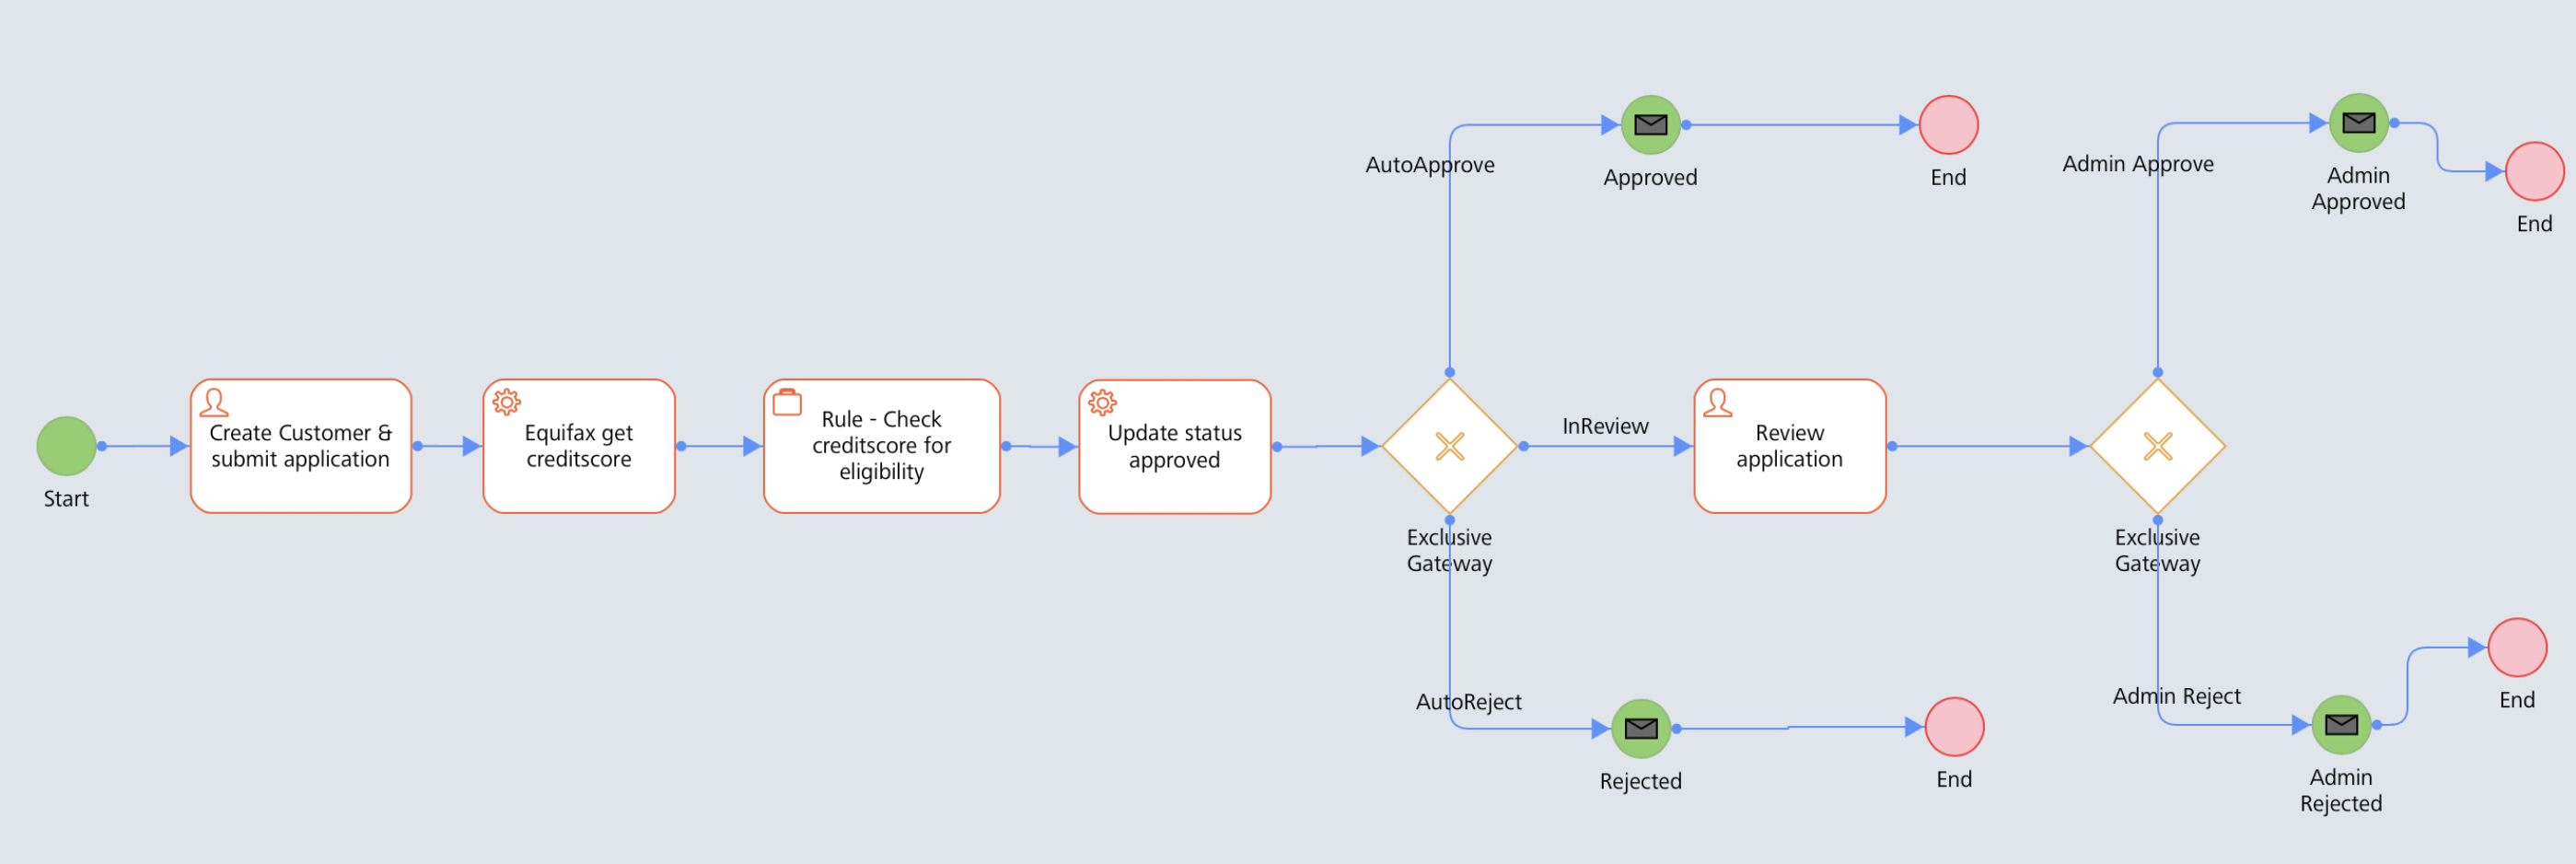 Start
Create Customer &
submit application
Equifax get
creditscore
Rule - Check
creditscore for
eligibility
Update status
approved
Exclusive
Gateway
AutoApprove
Approved
End
InReview
Review
application
AutoReject
Rejected
End
Exclusive
Gateway
Admin Approve
Admin
Approved
End
Admin Reject
Admin
Rejected
End